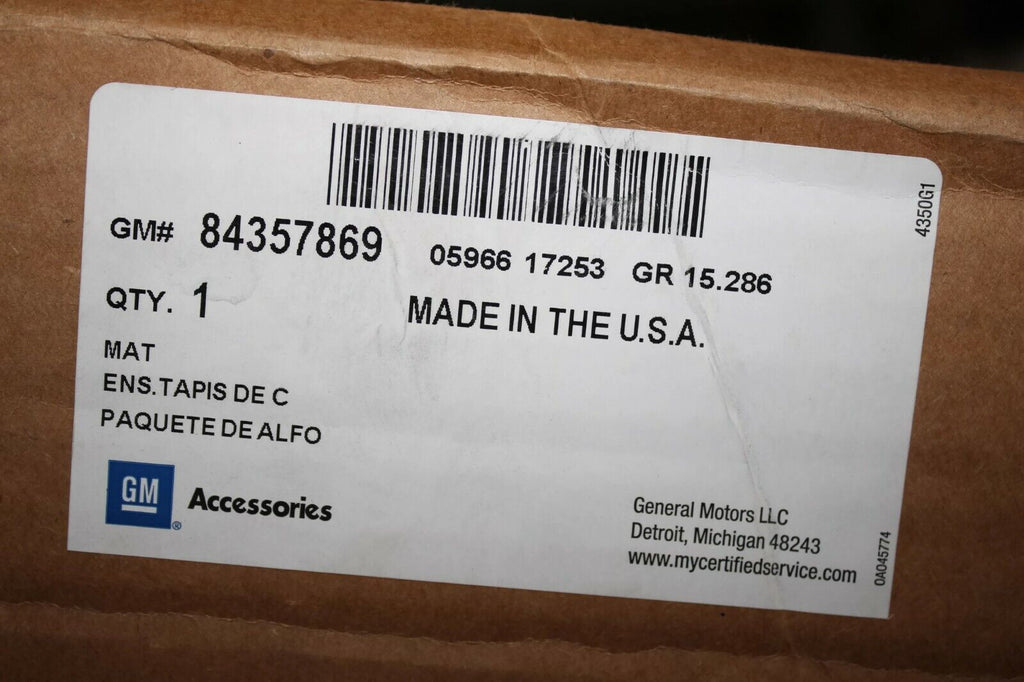 4350G1
GM# 84357869 05966 17253 GR 15.286
QTY. 1 MADE IN THE U.S.A.
MAT
ENS.TAPIS DE C
PAQUETE DE ALFO
GM® Accessories
General Motors LLC
Detroit, Michigan 48243
www.mycertifiedservice.com
0A045774